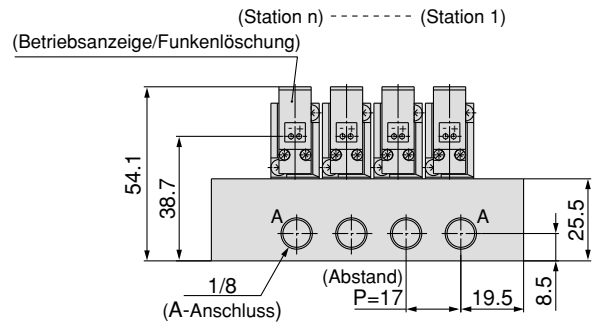 (Station n) - - - - - - - (Station 1)
(Betriebsanzeige/Funkenlöschung)
- +
- +
- +
- +
54.1
38.7
A
A
25.5
8.5
1/8
(A-Anschluss)
(Abstand)
P=17
19.5